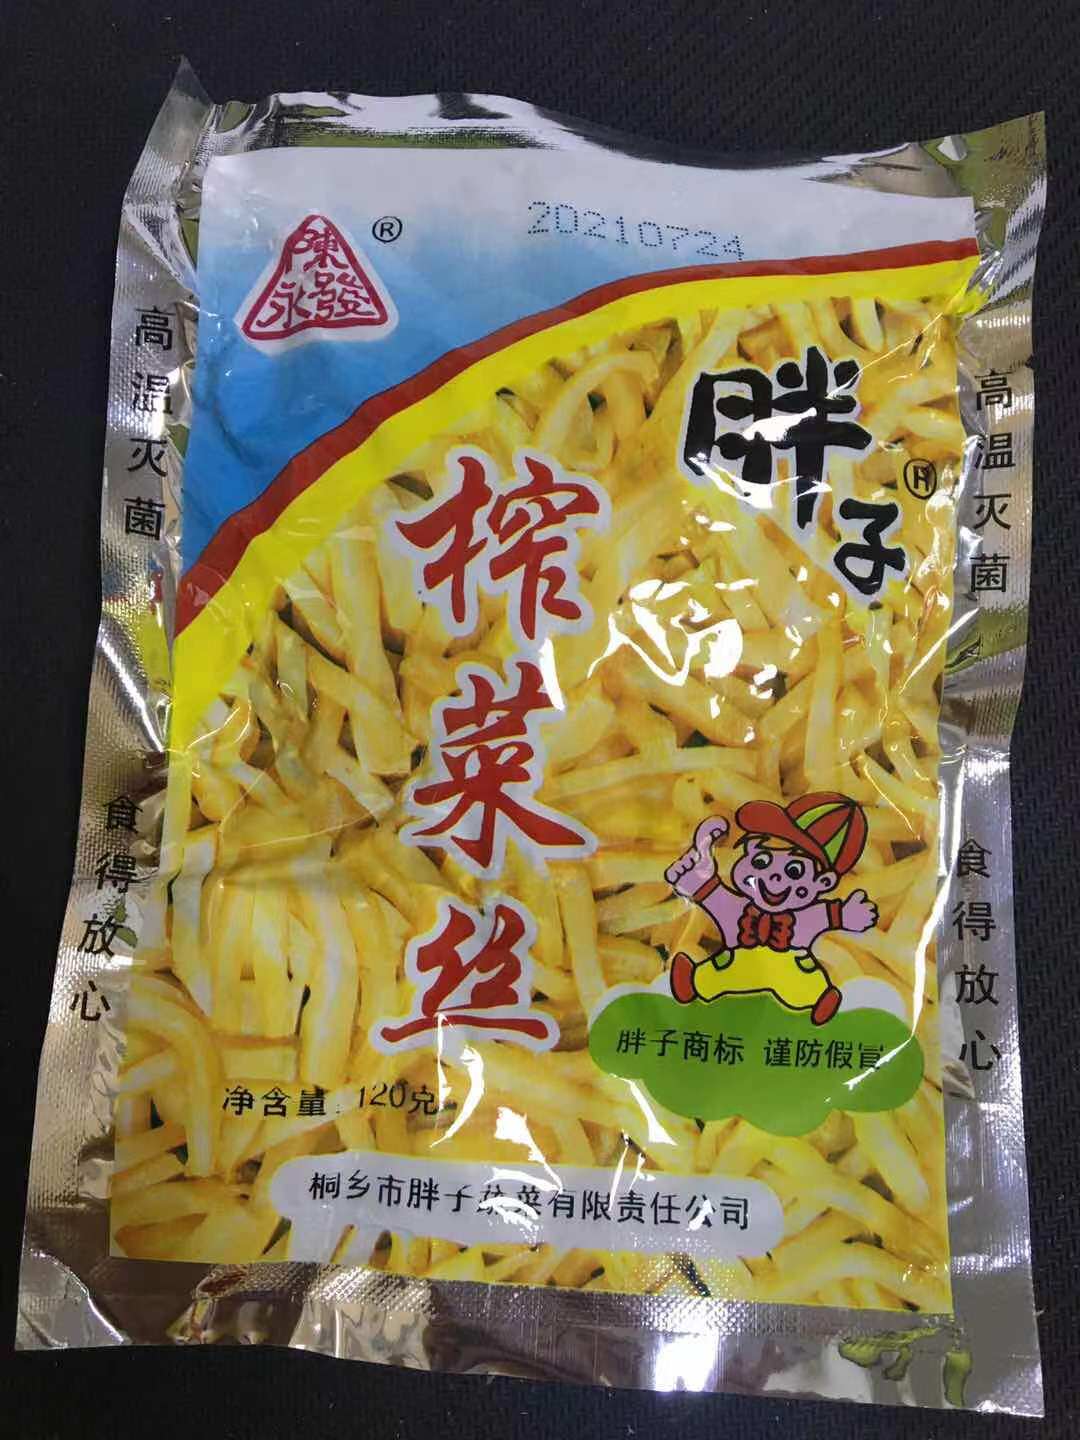 20210724
陳
永發
®
胖子
®
榨菜丝
高温灭菌
食得放心
高温灭菌
食得放心
胖子商标 谨防假冒
净含量:120克
桐乡市胖子蔬菜有限责任公司